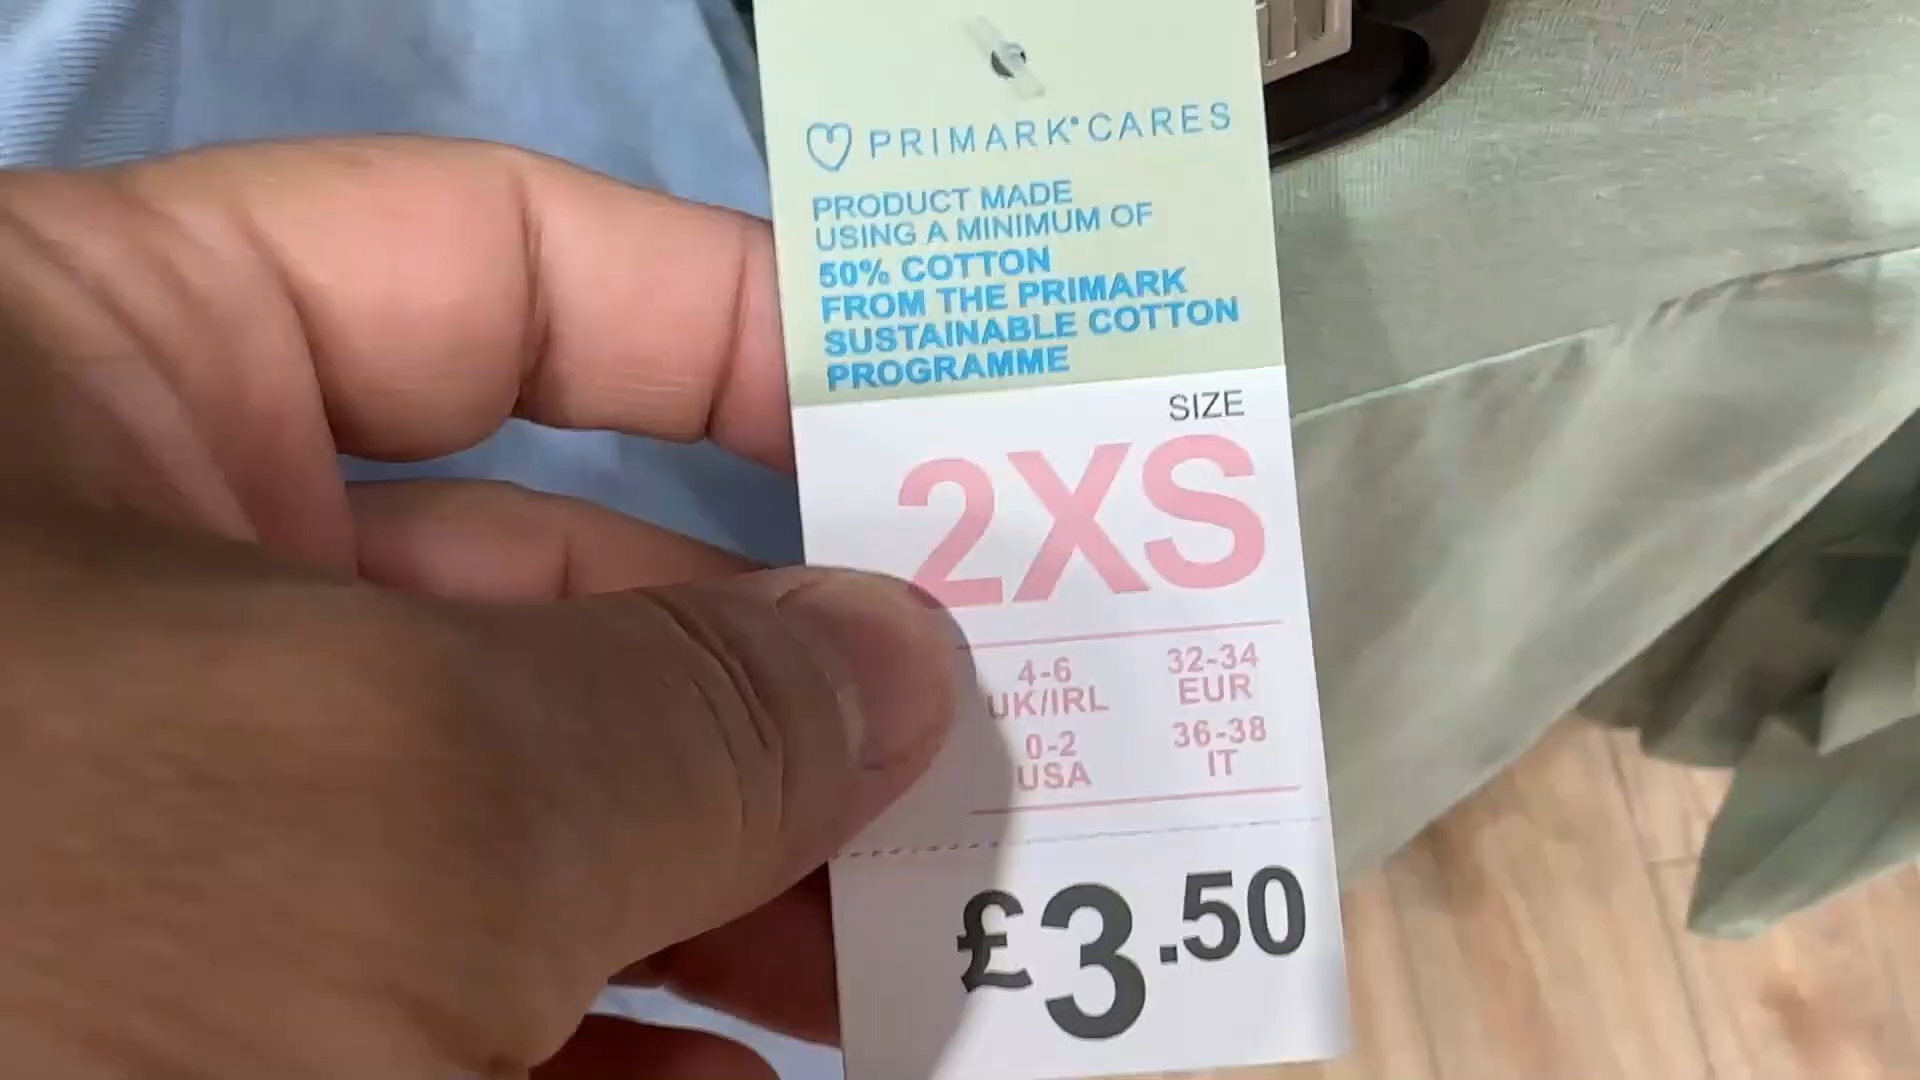 PRIMARK® CARES
PRODUCT MADE
USING A MINIMUM OF
50% COTTON
FROM THE PRIMARK
SUSTAINABLE COTTON
PROGRAMME
SIZE
2XS
4-6 32-34
UK/IRL EUR
0-2 36-38
USA IT
£3.50